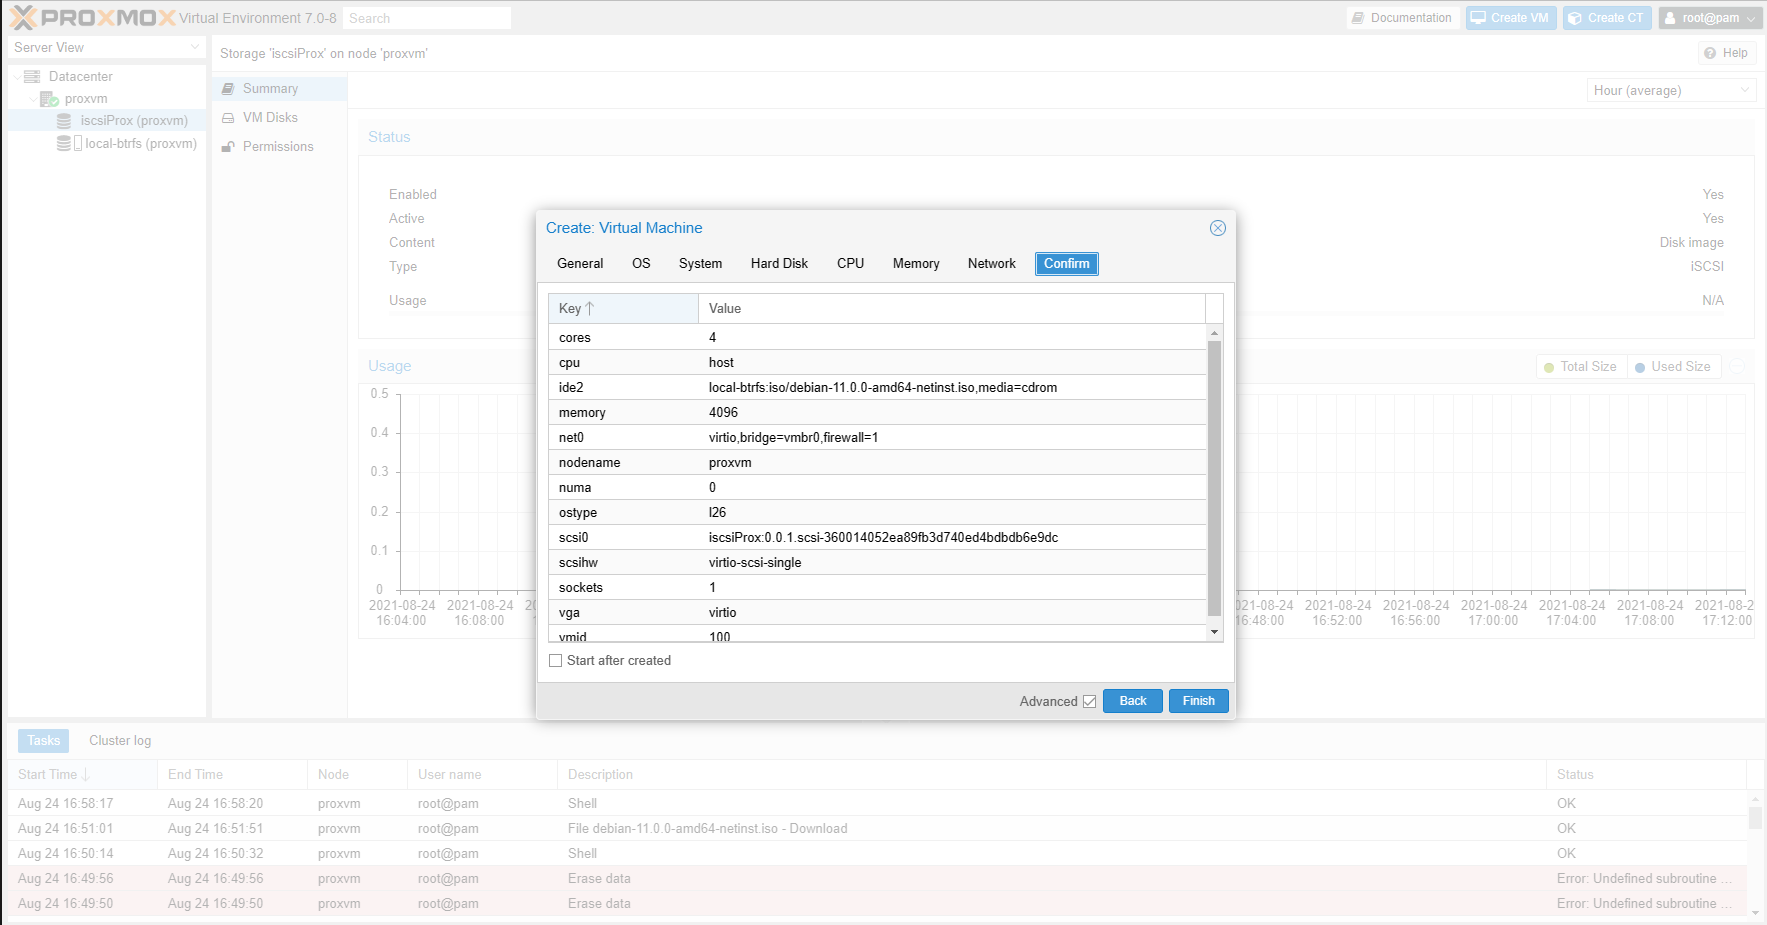 PROXMOX Virtual Environment 7.0-8 Search Documentation Create VM Create CT root@pam
Server View
Storage 'iscsiProx' on node 'proxvm' Help
Datacenter
proxvm
iscsiProx (proxvm)
local-btrfs (proxvm)
Summary
VM Disks
Permissions
Hour (average)
Status
Enabled Yes
Active Yes
Content Disk image
Type iSCSI
Usage N/A
Usage
Total Size Used Size
0.5
0.4
0.3
0.2
0.1
0
2021-08-24 2021-08-24
16:04:00 16:08:00
2021-08-24 2021-08-24 2021-08-24 2021-08-24 2021-08-24 2021-08-2
16:48:00 16:52:00 16:56:00 17:00:00 17:04:00 17:08:00 17:12:00
Create: Virtual Machine
General OS System Hard Disk CPU Memory Network Confirm
Key Value
cores 4
cpu host
ide2 local-btrfs:iso/debian-11.0.0-amd64-netinst.iso,media=cdrom
memory 4096
net0 virtio,bridge=vmbr0,firewall=1
nodename proxvm
numa 0
ostype l26
scsi0 iscsiProx:0.0.1.scsi-360014052ea89fb3d740ed4bdbdb6e9dc
scsihw virtio-scsi-single
sockets 1
vga virtio
vmid 100
Start after created
Advanced Back Finish
Tasks Cluster log
Start Time End Time Node User name Description Status
Aug 24 16:58:17 Aug 24 16:58:20 proxvm root@pam Shell OK
Aug 24 16:51:01 Aug 24 16:51:51 proxvm root@pam File debian-11.0.0-amd64-netinst.iso - Download OK
Aug 24 16:50:14 Aug 24 16:50:32 proxvm root@pam Shell OK
Aug 24 16:49:56 Aug 24 16:49:56 proxvm root@pam Erase data Error: Undefined subroutine ...
Aug 24 16:49:50 Aug 24 16:49:50 proxvm root@pam Erase data Error: Undefined subroutine ...